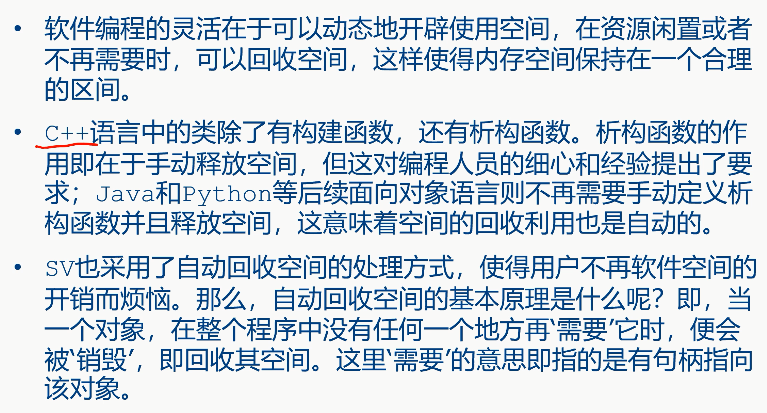 • 软件编程的灵活在于可以动态地开辟使用空间，在资源闲置或者
不再需要时，可以回收空间，这样使得内存空间保持在一个合理
的区间。
• C++语言中的类除了有构建函数，还有析构函数。析构函数的作
用即在于手动释放空间，但这对编程人员的细心和经验提出了要
求；Java和Python等后续面向对象语言则不再需要手动定义析
构函数并且释放空间，这意味着空间的回收利用也是自动的。
• SV也采用了自动回收空间的处理方式，使得用户不再软件空间的
开销而烦恼。那么，自动回收空间的基本原理是什么呢？即，当
一个对象，在整个程序中没有任何一个地方再‘需要’它时，便会
被‘销毁’，即回收其空间。这里‘需要’的意思即指的是有句柄指向
该对象。